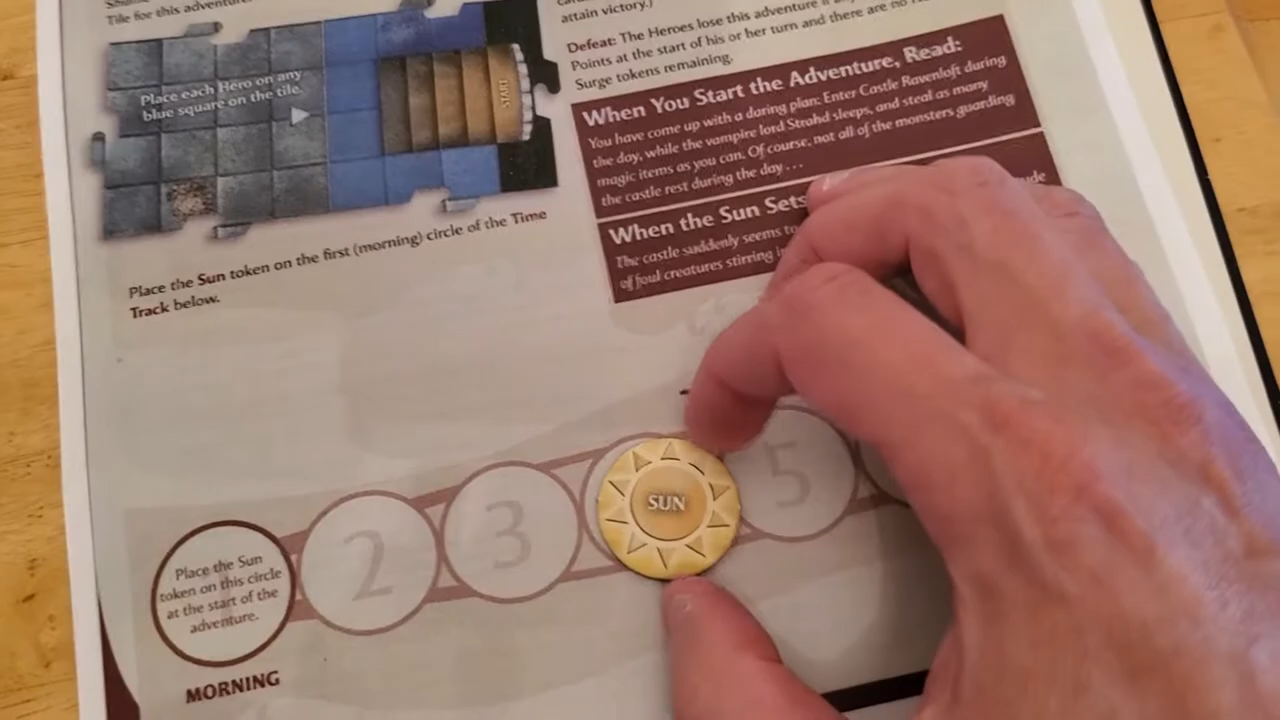 Tile for this adventure.
Place each Hero on any
blue square on the tile.
START
Place the Sun token on the first (morning) circle of the Time
Track below.
attain victory.)
Defeat: The Heroes lose this adventure if
Points at the start of his or her turn and there are no
Surge tokens remaining.
When You Start the Adventure, Read:
You have come up with a daring plan: Enter Castle Ravenloft during
the day, while the vampire lord Strahd sleeps, and steal as many
magic items as you can. Of course, not all of the monsters guarding
the castle rest during the day . . .
When the Sun Sets
The castle suddenly seems to
of foul creatures stirring
Place the Sun
token on this circle
at the start of the
adventure.
2
3
SUN
5
MORNING